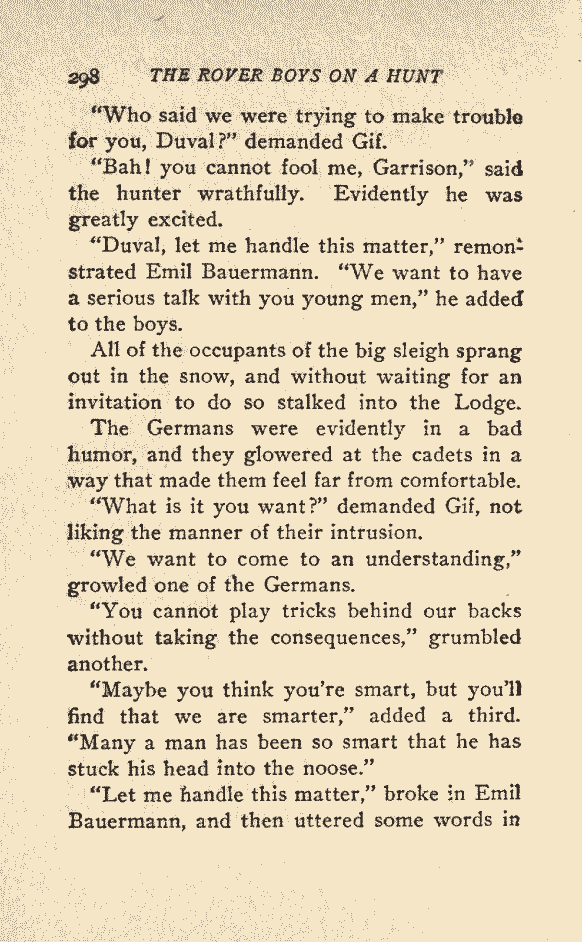 298 THE ROVER BOYS ON A HUNT
"Who said we were trying to make trouble
for you, Duval?" demanded Gif.
"Bah! you cannot fool me, Garrison," said
the hunter wrathfully. Evidently he was
greatly excited.
"Duval, let me handle this matter," remon-
strated Emil Bauermann. "We want to have
a serious talk with you young men," he added
to the boys.
All of the occupants of the big sleigh sprang
out in the snow, and without waiting for an
invitation to do so stalked into the Lodge.
The Germans were evidently in a bad
humor, and they glowered at the cadets in a
way that made them feel far from comfortable.
"What is it you want?" demanded Gif, not
liking the manner of their intrusion.
"We want to come to an understanding,"
growled one of the Germans.
"You cannot play tricks behind our backs
without taking the consequences," grumbled
another.
"Maybe you think you're smart, but you'll
find that we are smarter," added a third.
"Many a man has been so smart that he has
stuck his head into the noose."
"Let me handle this matter," broke in Emil
Bauermann, and then uttered some words in